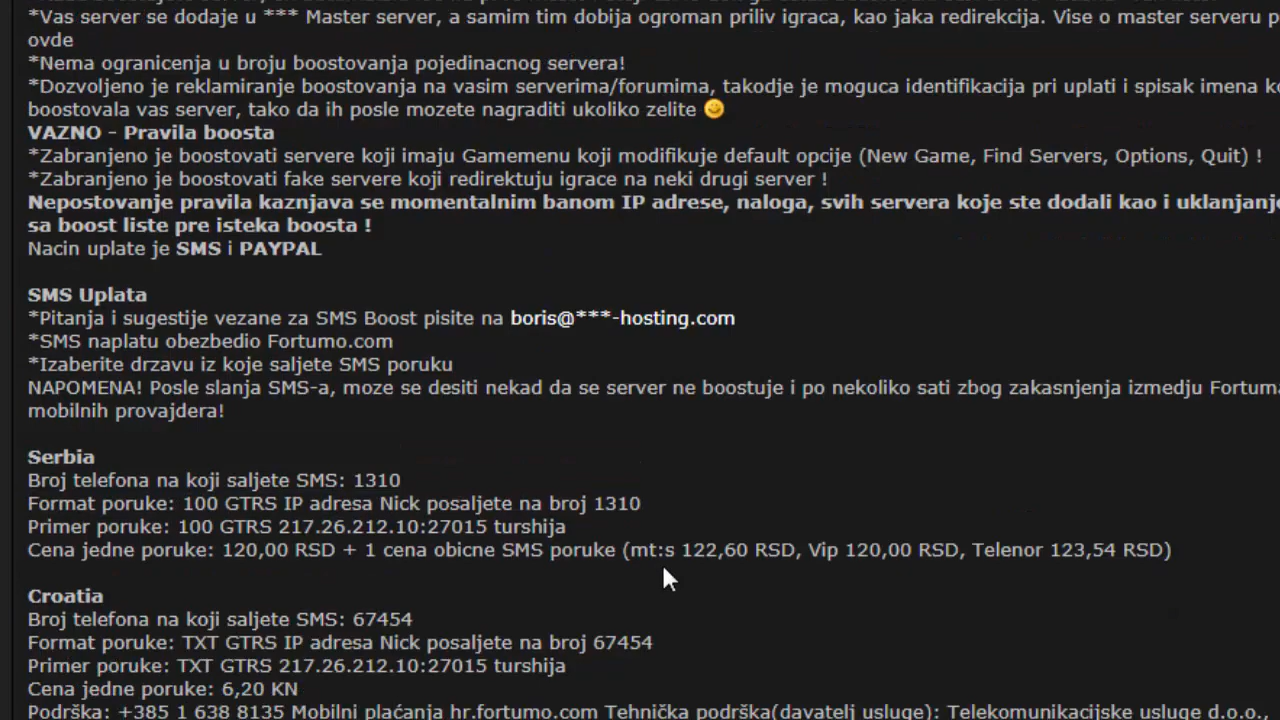 *Vas server se dodaje u *** Master server, a samim tim dobija ogroman priliv igraca, kao jaka redirekcija. Vise o master serveru
ovde
*Nema ogranicenja u broju boostovanja pojedinacnog servera!
*Dozvoljeno je reklamiranje boostovanja na vasim serverima/forumima, takodje je moguca identifikacija pri uplati i spisak imena
boostovala vas server, tako da ih posle mozete nagraditi ukoliko zelite
VAZNO - Pravila boosta
*Zabranjeno je boostovati servere koji imaju Gamemenu koji modifikuje default opcije (New Game, Find Servers, Options, Quit) !
*Zabranjeno je boostovati fake servere koji redirektuju igrace na neki drugi server !
Nepostovanje pravila kaznjava se momentalnim banom IP adrese, naloga, svih servera koje ste dodali kao i uklanjanje
sa boost liste pre isteka boosta !
Nacin uplate je SMS i PAYPAL
SMS Uplata
*Pitanja i sugestije vezane za SMS Boost pisite na boris@***-hosting.com
*SMS naplatu obezbedio Fortumo.com
*Izaberite drzavu iz koje saljete SMS poruku
NAPOMENA! Posle slanja SMS-a, moze se desiti nekad da se server ne boostuje i po nekoliko sati zbog zakasnjenja izmedju
mobilnih provajdera!
Serbia
Broj telefona na koji saljete SMS: 1310
Format poruke: 100 GTRS IP adresa Nick posaljete na broj 1310
Primer poruke: 100 GTRS 217.26.212.10:27015 turshija
Cena jedne poruke: 120,00 RSD + 1 cena obicne SMS poruke (mt:s 122,60 RSD, Vip 120,00 RSD, Telenor 123,54 RSD)
Croatia
Broj telefona na koji saljete SMS: 67454
Format poruke: TXT GTRS IP adresa Nick posaljete na broj 67454
Primer poruke: TXT GTRS 217.26.212.10:27015 turshija
Cena jedne poruke: 6,20 KN
Podrška: +385 1 638 8135 Mobilni plaćanja hr.fortumo.com Tehnička podrška(davatelj usluge): Telekomunikacijske usluge d.o.o.,